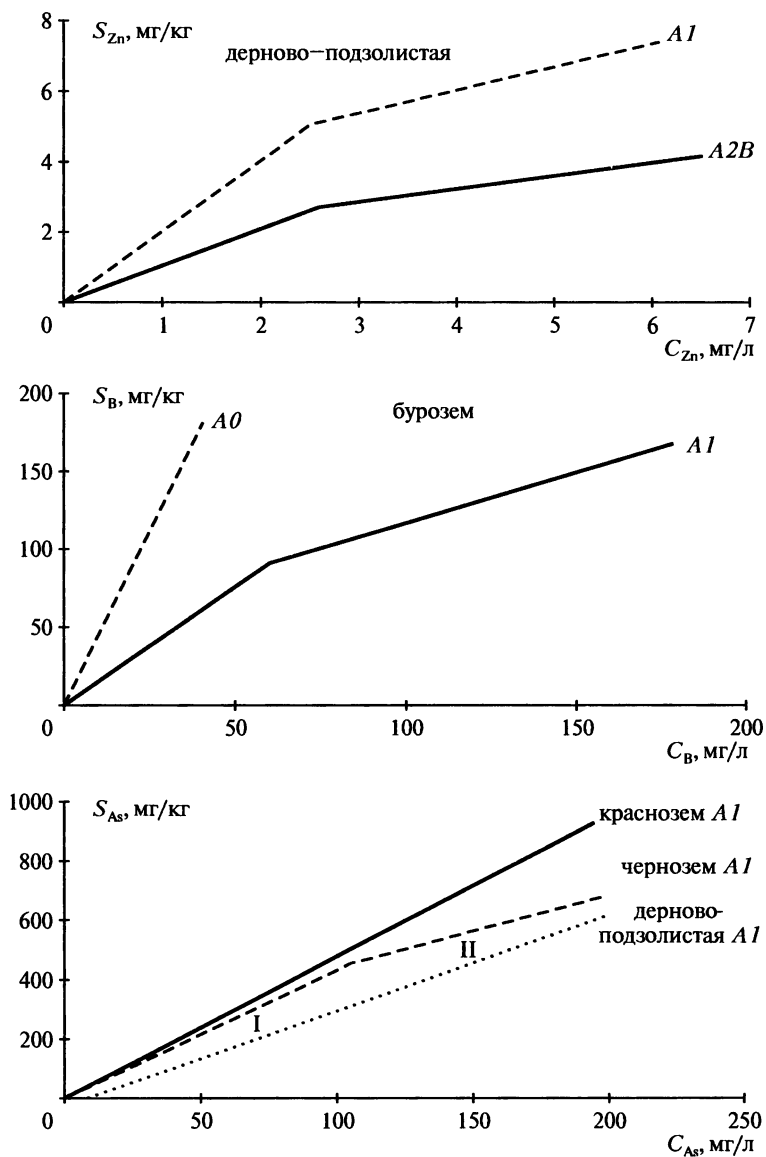 S_Zn, мг/кг
дерново–подзолистая
A1
A2B
8
6
4
2
0
1
2
3
4
5
6
7
C_Zn, мг/л
S_B, мг/кг
бурозем
A0
A1
200
150
100
50
0
50
100
150
200
C_B, мг/л
S_As, мг/кг
краснозем A1
чернозем A1
дерново-
подзолистая A1
1000
800
600
400
200
I
II
0
50
100
150
200
250
C_As, мг/л